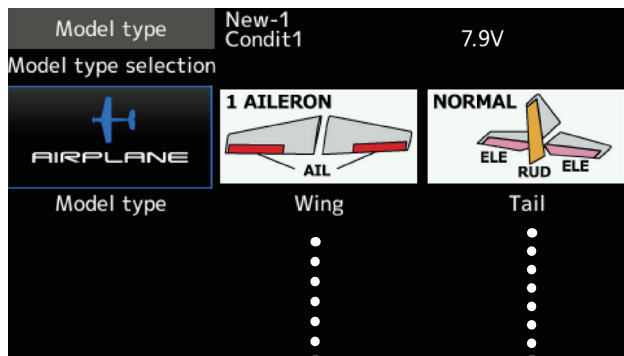 Model type
New-1
Condit1
7.9V
Model type selection
1 AILERON
AIL
NORMAL
ELE
RUD
ELE
AIRPLANE
Model type
Wing
Tail